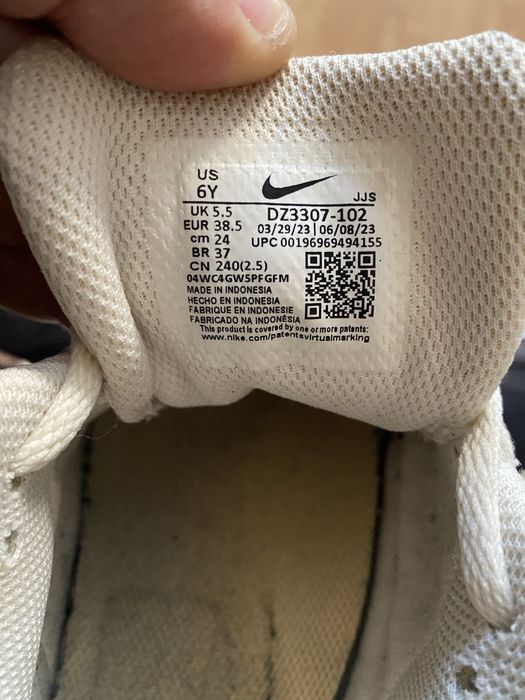 US
6Y
JJS
UK 5.5 DZ3307-102
EUR 38.5 03/29/23 | 06/08/23
cm 24 UPC 00196969494155
BR 37
CN 240(2.5)
04WC4GW5PFGFM
MADE IN INDONESIA
HECHO EN INDONESIA
FABRIQUE EN INDONESIE
FABRICADO NA INDONÉSIA
This product is covered by one or more patents:
www.nike.com/patentsvirtualmarking